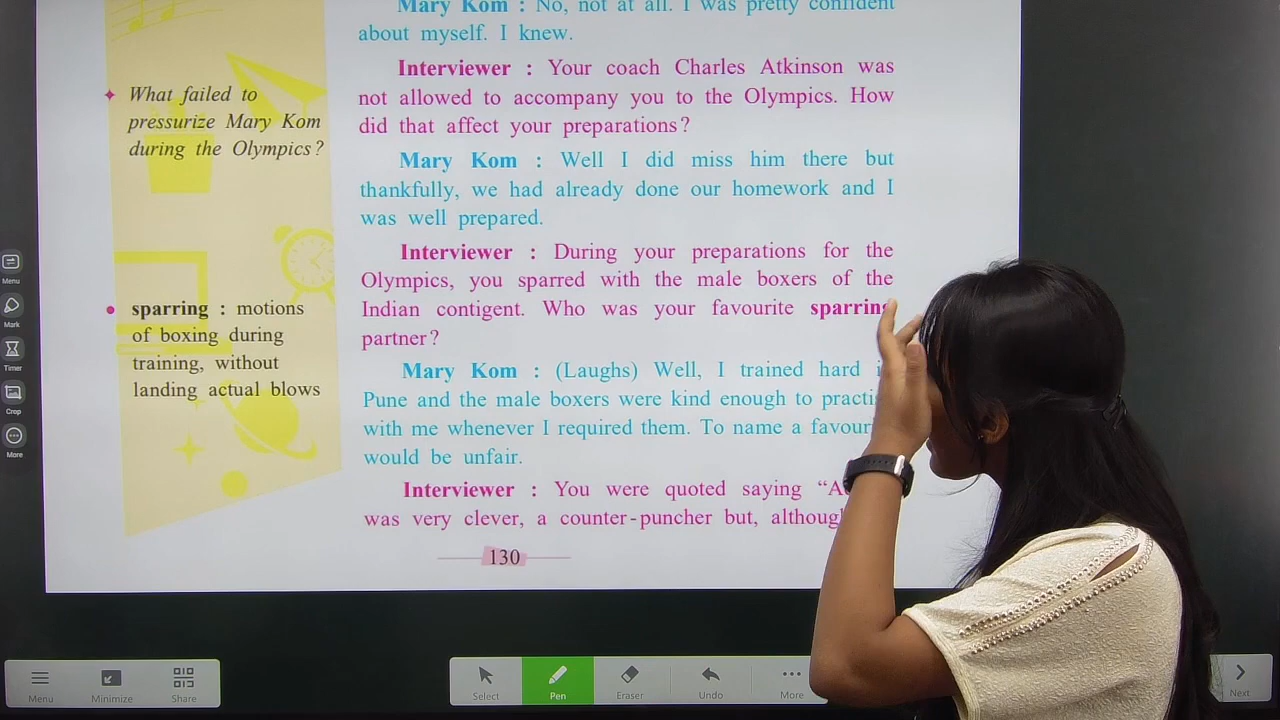 Mary Kom : No, not at all. I was pretty confident
about myself. I knew.
Interviewer : Your coach Charles Atkinson was
not allowed to accompany you to the Olympics. How
did that affect your preparations?
Mary Kom : Well I did miss him there but
thankfully, we had already done our homework and I
was well prepared.
Interviewer : During your preparations for the
Olympics, you sparred with the male boxers of the
Indian contigent. Who was your favourite
partner?
Mary Kom : (Laughs) Well, I trained hard
Pune and the male boxers were kind enough to
with me whenever I required them. To name a
would be unfair.
Interviewer : You were quoted saying
was very clever, a counter-puncher but,
130
What failed to
pressurize Mary Kom
during the Olympics?
sparring : motions
of boxing during
training, without
landing actual blows
Menu
Mark
Timer
Crop
More
Menu
Minimize
Share
Select
Pen
Eraser
Undo
More
Next